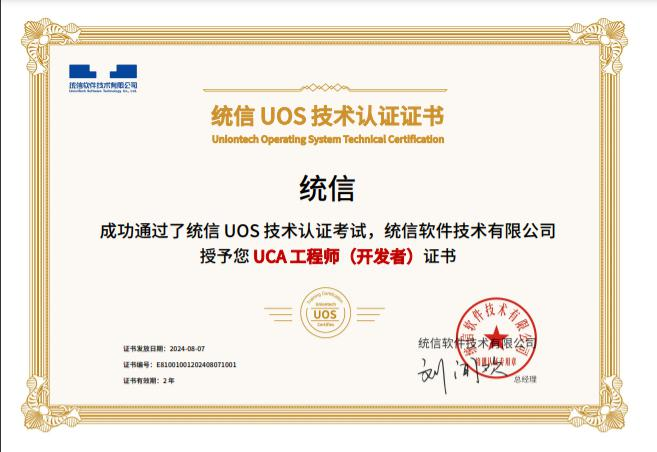 统信软件技术有限公司
UnionTech Software Technology Co., Ltd.
统信 UOS 技术认证证书
Uniontech Operating System Technical Certification
统信
成功通过了统信 UOS 技术认证考试，统信软件技术有限公司
授予您 UCA 工程师（开发者）证书
Training Certification
Uniontech
UOS
Certifies
证书发放日期：2024-08-07
证书编号：E81001001202408071001
证书有效期：2 年
统信软件技术有限公司
统信软件技术有限公司
总经理